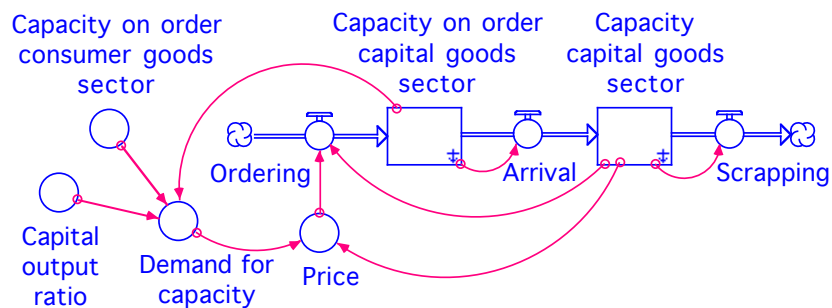 Capacity on order
consumer goods
sector
Capacity on order
capital goods
sector
Capacity
capital goods
sector
Ordering
Arrival
Scrapping
Capital
output
ratio
Demand for
capacity
Price